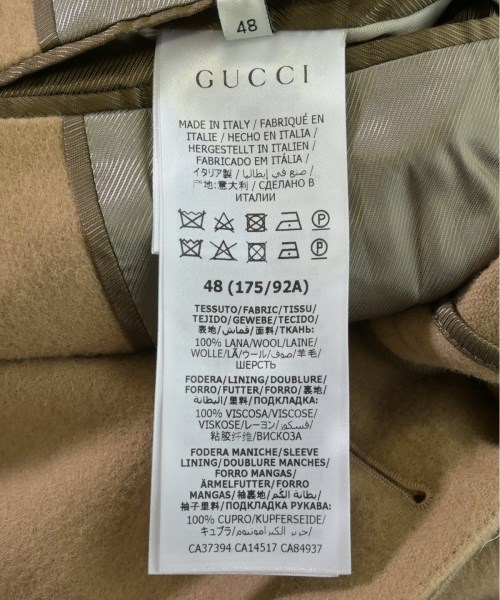 48
GUCCI
MADE IN ITALY / FABRIQUÉ EN
ITALIE / HECHO EN ITALIA /
HERGESTELLT IN ITALIEN /
FABRICADO EM ITÁLIA /
イタリア製 / صنع في إيطاليا /
产地:意大利 / СДЕЛАНО В
ИТАЛИИ
48 (175/92A)
TESSUTO/FABRIC/TISSU/
TEJIDO/GEWEBE/TECIDO/
表地/قماش/面料/ТКАНЬ:
100% LANA/WOOL/LAINE/
WOLLE/LÃ/ウール/صوف/羊毛/
ШЕРСТЬ
FODERA/LINING/DOUBLURE/
FORRO/FUTTER/FORRO/裏地/
البطانة/里料/ПОДКЛАДКА:
100% VISCOSA/VISCOSE/
VISKOSE/レーヨン/فسكوز/
粘胶纤维/ВИСКОЗА
FODERA MANICHE/SLEEVE
LINING/DOUBLURE MANCHES/
FORRO MANGAS/
ÄRMELFUTTER/FORRO
MANGAS/袖裏地/بطانة الكُم/
袖子里料/ПОДКЛАДКА РУКАВА:
100% CUPRO/KUPFERSEIDE/
キュプラ/حرير الكبرامونيوم/
CA37394 CA14517 CA84937